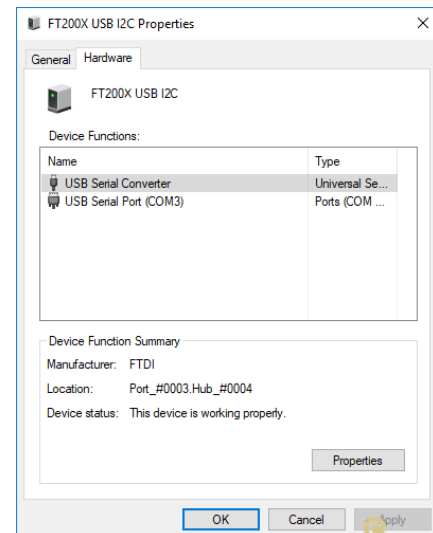 FT200X USB I2C Properties
General Hardware
FT200X USB I2C
Device Functions:
Name Type
USB Serial Converter Universal Se...
USB Serial Port (COM3) Ports (COM ...
Device Function Summary
Manufacturer: FTDI
Location: Port_#0003.Hub_#0004
Device status: This device is working properly.
Properties
OK Cancel Apply